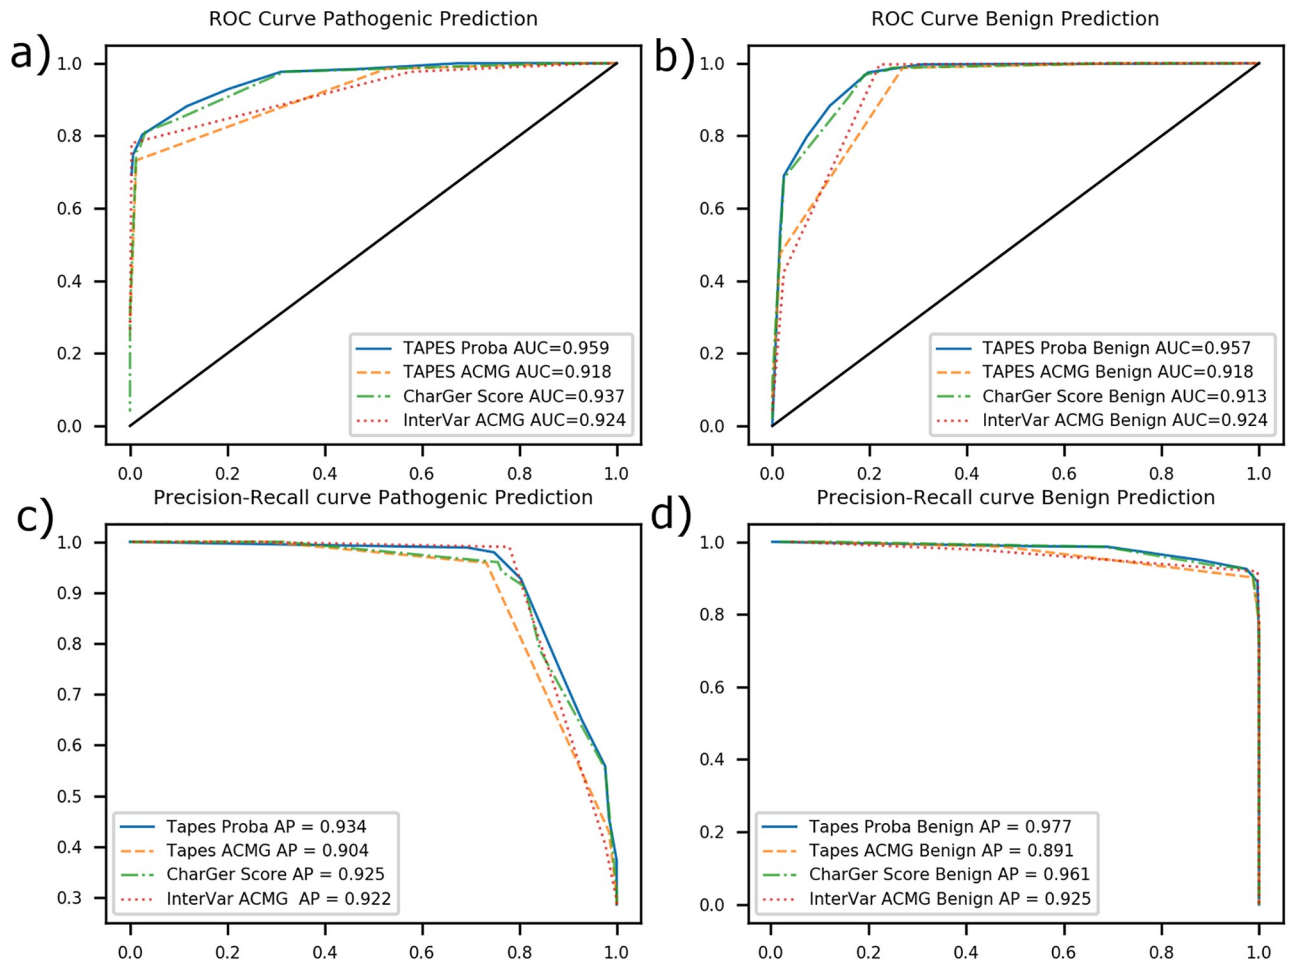 ROC Curve Pathogenic Prediction
a)
1.0
0.8
0.6
0.4
0.2
0.0
TAPES Proba AUC=0.959
TAPES ACMG AUC=0.918
CharGer Score AUC=0.937
InterVar ACMG AUC=0.924
0.0 0.2 0.4 0.6 0.8 1.0
ROC Curve Benign Prediction
b)
1.0
0.8
0.6
0.4
0.2
0.0
TAPES Proba Benign AUC=0.957
TAPES ACMG Benign AUC=0.918
CharGer Score Benign AUC=0.913
InterVar ACMG Benign AUC=0.924
0.0 0.2 0.4 0.6 0.8 1.0
Precision-Recall curve Pathogenic Prediction
c)
1.0
0.9
0.8
0.7
0.6
0.5
0.4
0.3
Tapes Proba AP = 0.934
Tapes ACMG AP = 0.904
CharGer Score AP = 0.925
InterVar ACMG  AP = 0.922
0.0 0.2 0.4 0.6 0.8 1.0
Precision-Recall curve Benign Prediction
d)
1.0
0.8
0.6
0.4
0.2
0.0
Tapes Proba Benign AP = 0.977
Tapes ACMG Benign AP = 0.891
CharGer Score Benign AP = 0.961
InterVar ACMG Benign AP = 0.925
0.0 0.2 0.4 0.6 0.8 1.0